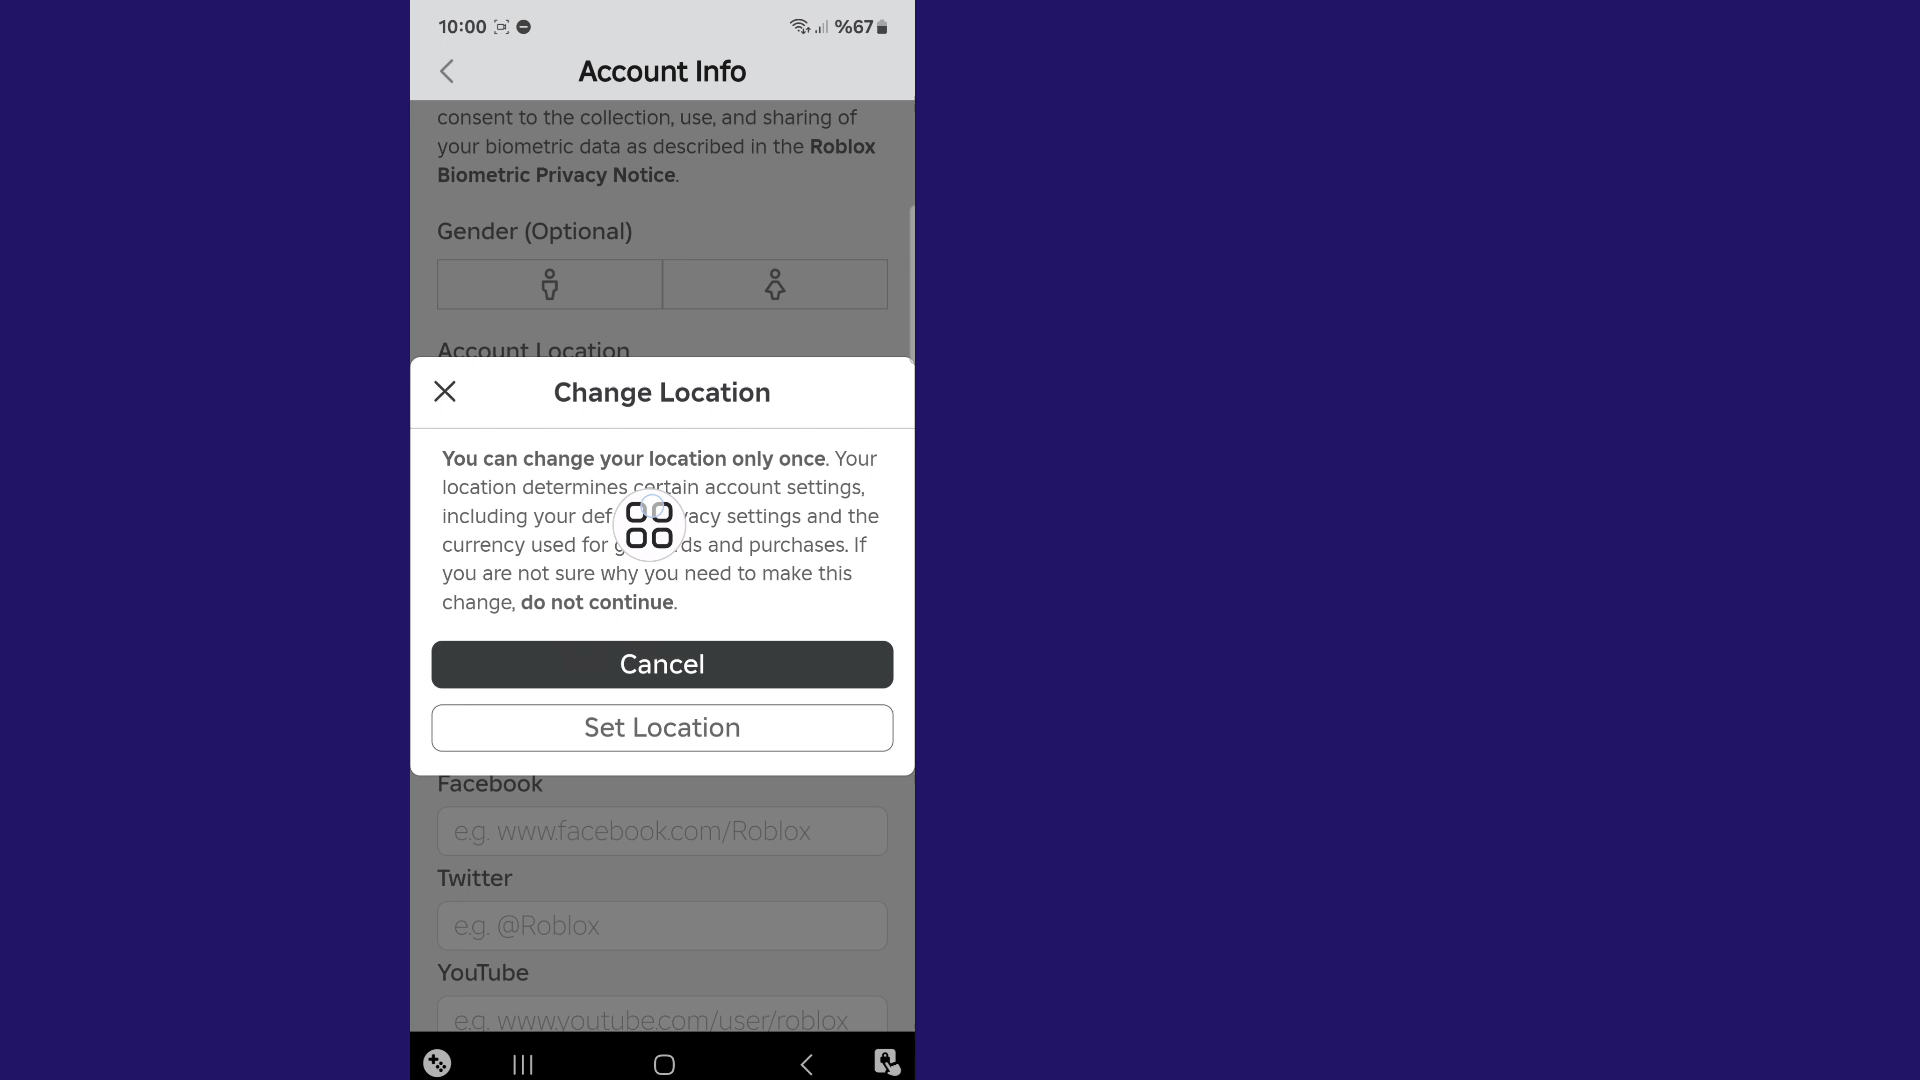 10:00 %67
Account Info
consent to the collection, use, and sharing of
your biometric data as described in the Roblox
Biometric Privacy Notice.
Gender (Optional)
Account Location
Change Location
You can change your location only once. Your
location determines certain account settings,
including your def acy settings and the
currency used for g ds and purchases. If
you are not sure why you need to make this
change, do not continue.
Cancel
Set Location
Facebook
e.g. www.facebook.com/Roblox
Twitter
e.g. @Roblox
YouTube
e.g. www.youtube.com/user/roblox